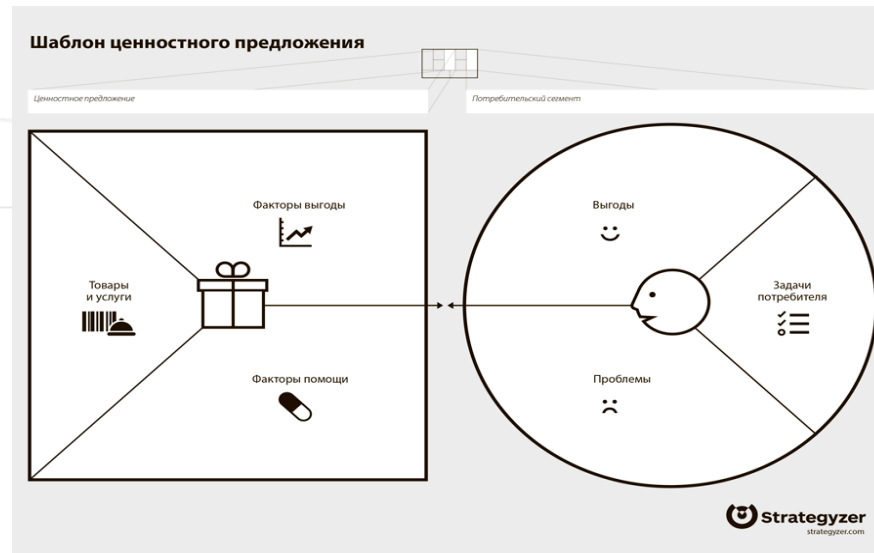 Шаблон ценностного предложения
Ценностное предложение
Потребительский сегмент
Факторы выгоды
Товары
и услуги
Факторы помощи
Выгоды
Задачи
потребителя
Проблемы
Strategyzer
strategyzer.com